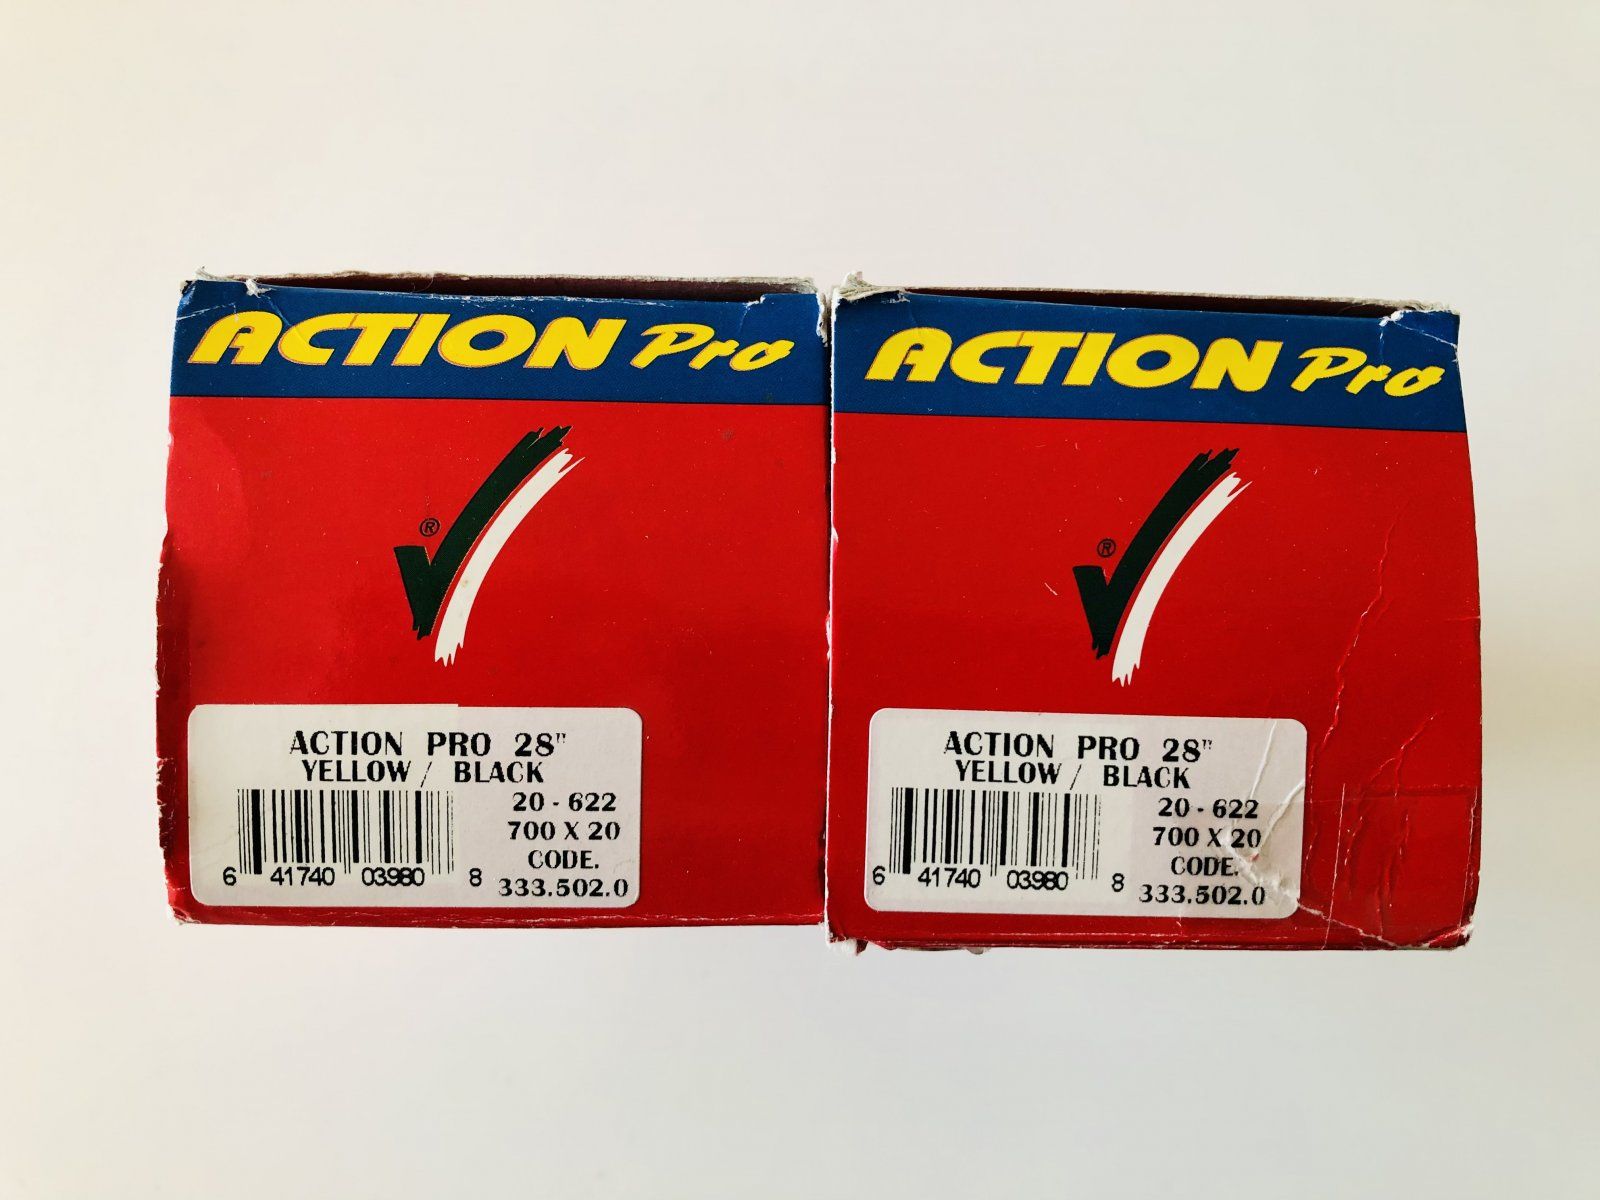 ACTION Pro
®
ACTION PRO 28"
YELLOW / BLACK
20 - 622
700 X 20
CODE.
333.502.0
6 41740 03980 8
ACTION Pro
®
ACTION PRO 28"
YELLOW / BLACK
20 - 622
700 X 20
CODE.
333.502.0
6 41740 03980 8